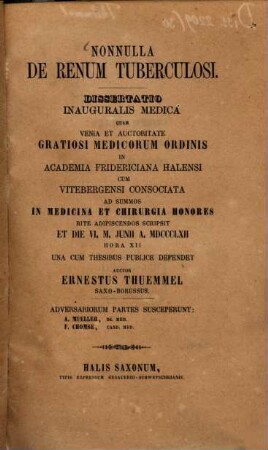 NONNULLA
DE RENUM TUBERCULOSI.
DISSERTATIO
INAUGURALIS MEDICA
QUAM
VENIA ET AUCTORITATE
GRATIOSI MEDICORUM ORDINIS
IN
ACADEMIA FRIDERICIANA HALENSI
CUM
VITEBERGENSI CONSOCIATA
AD SUMMOS
IN MEDICINA ET CHIRURGIA HONORES
RITE ADIPISCENDOS SCRIPSIT
ET DIE VI, M, JUNII A, MDCCCLXII
HORA XII
UNA CUM THESIBUS PUBLICE DEFENDET
AUCTOR
ERNESTUS THUEMMEL
SAXO-BORUSSUS.
ADVERSARIORUM PARTES SUSCEPERUNT:
A. MUELLER,
F. CHOMSE, CAND. MED.
HALIS SAXONUM,